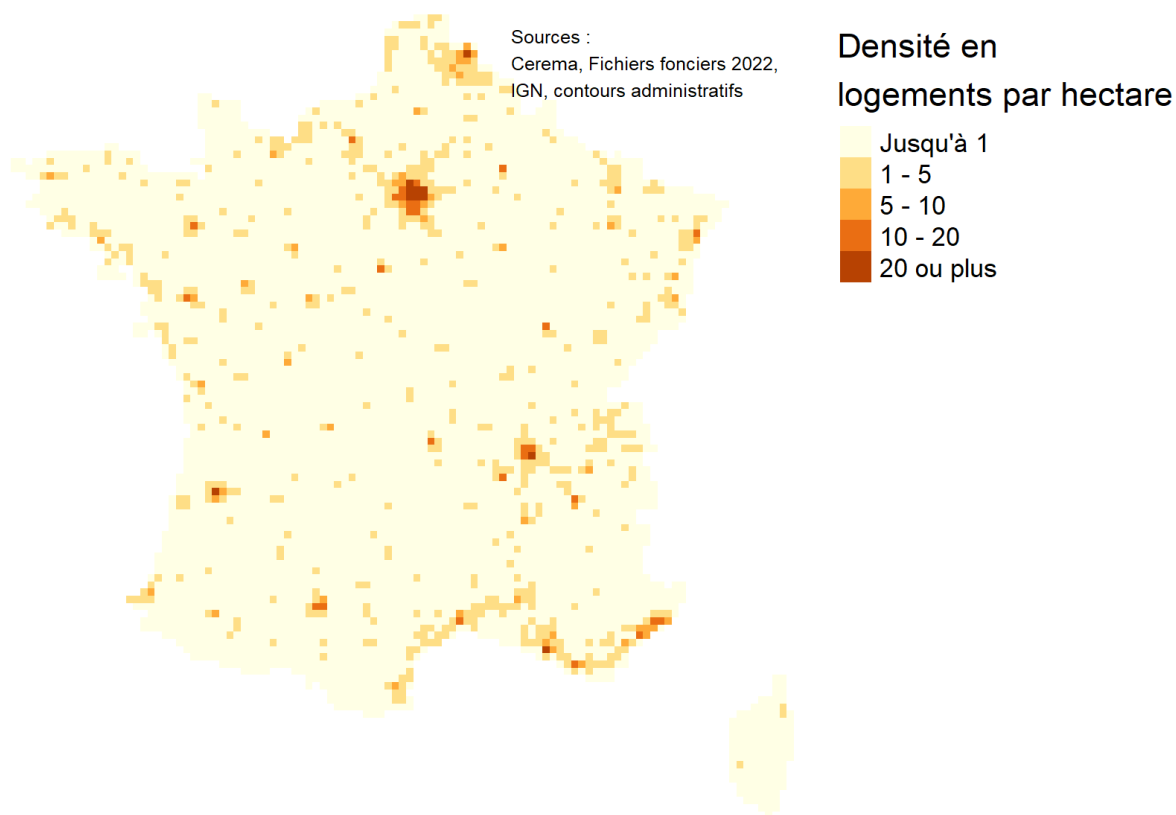 Sources :
Cerema, Fichiers fonciers 2022,
IGN, contours administratifs
Densité en
logements par hectare
Jusqu'à 1
1 - 5
5 - 10
10 - 20
20 ou plus